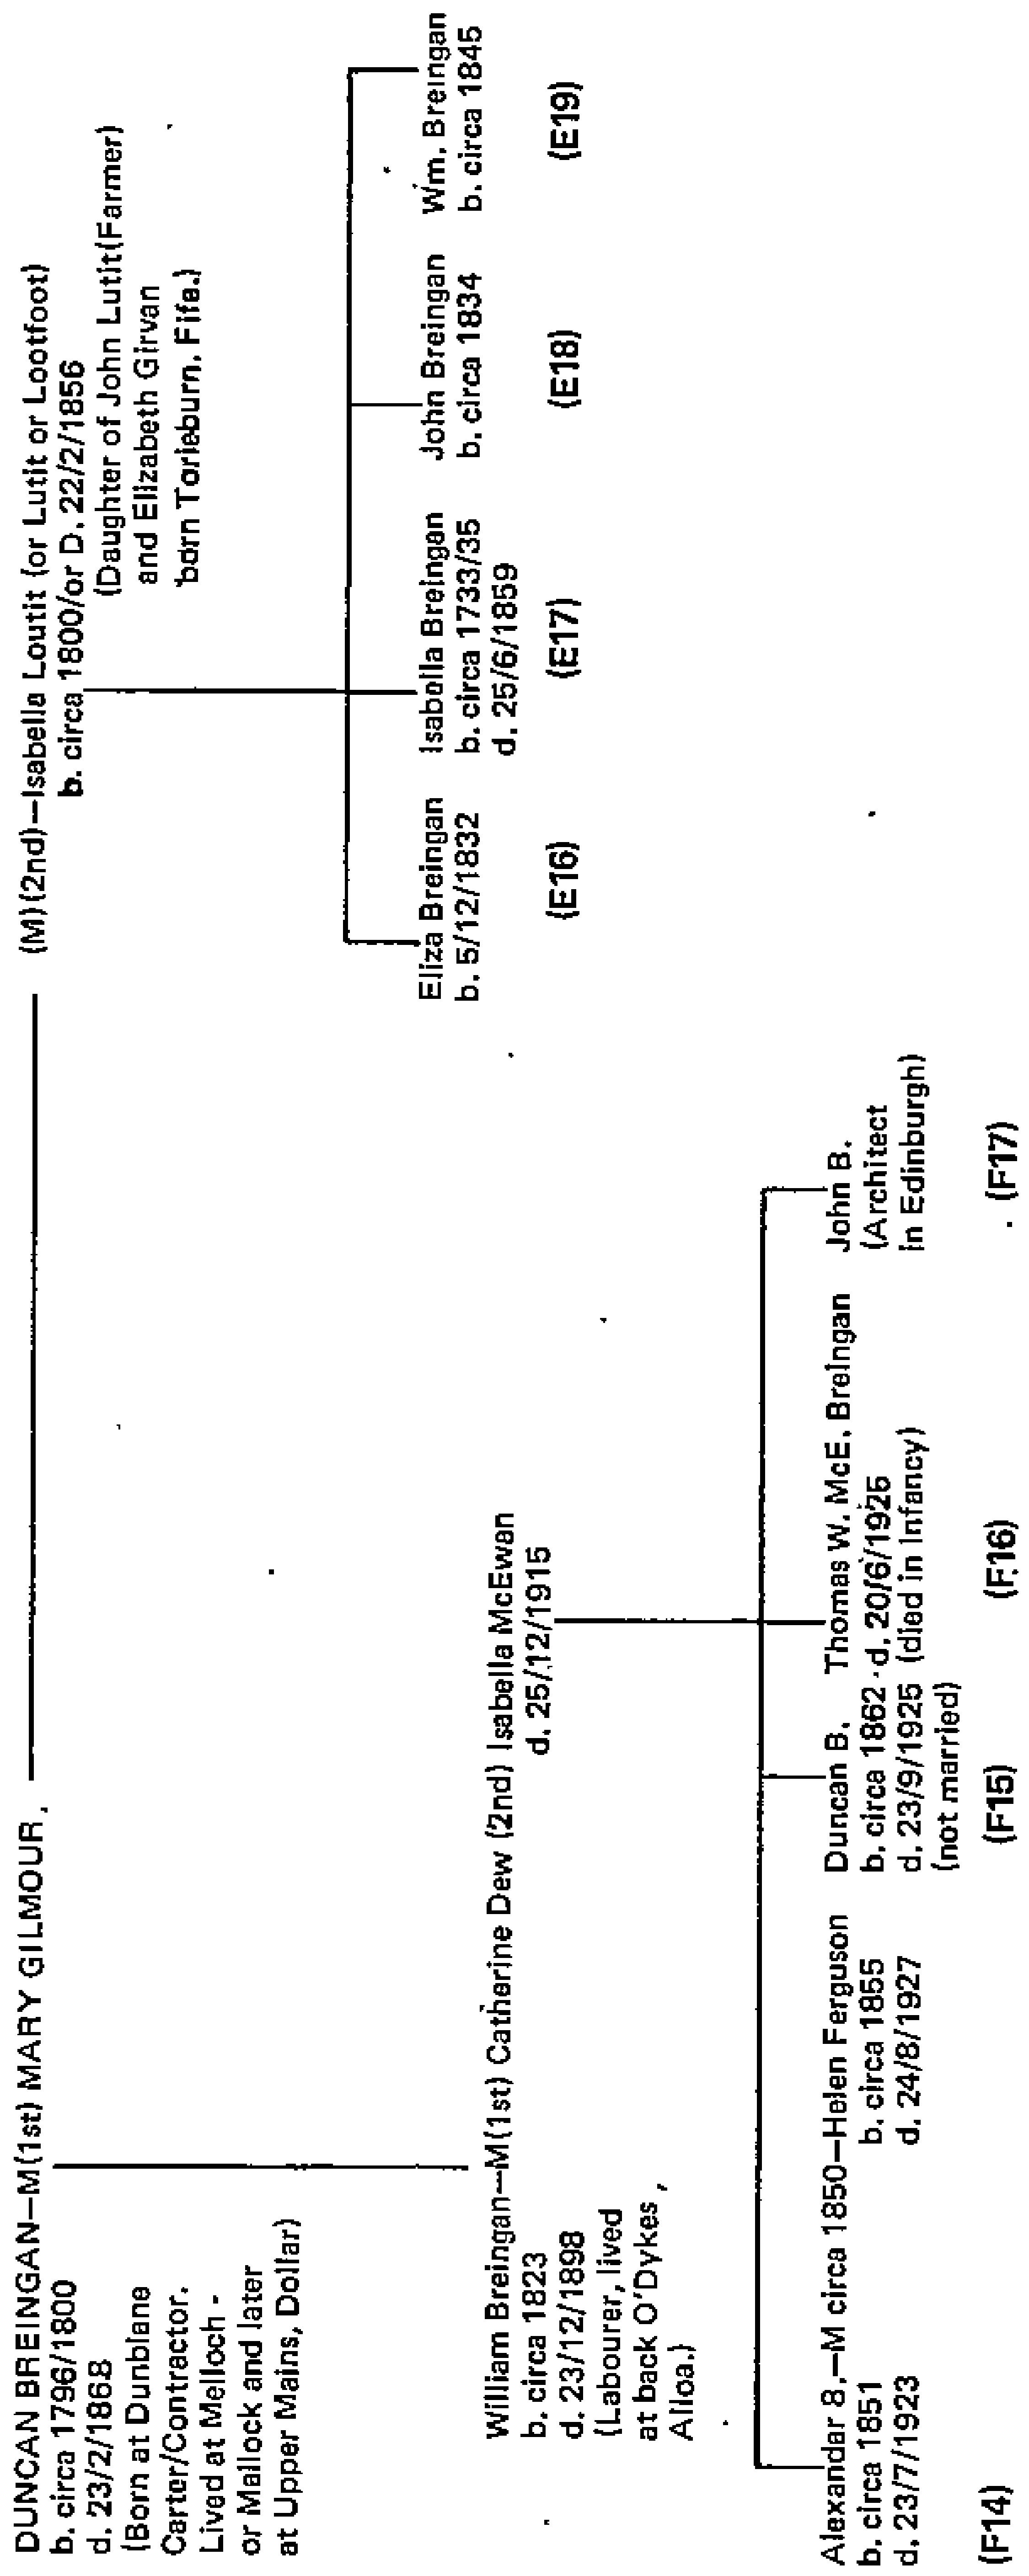 DUNCAN BREINGAN—M(1st) MARY GILMOUR, ——— (M)(2nd)—Isabella Loutit (or Lutit or Lootfoot)
b. circa 1796/1800
d. 23/2/1868
(Born at Dunblane
Carter/Contractor.
Lived at Melloch -
or Mallock and later
at Upper Mains, Dollar)
b. circa 1800/or D. 22/2/1856
(Daughter of John Lutit(Farmer)
and Elizabeth Girvan
born Torieburn, Fife.)
Eliza Breingan
b. 5/12/1832
(E16)
Isabella Breingan
b. circa 1733/35
d. 25/6/1859
(E17)
John Breingan
b. circa 1834
(E18)
Wm. Breingan
b. circa 1845
(E19)
William Breingan—M(1st) Catherine Dew (2nd) Isabella McEwan
b. circa 1823
d. 23/12/1898
(Labourer, lived
at back O'Dykes,
Alloa.)
d. 25/12/1915
Alexandar 8.—M circa 1850—Helen Ferguson
b. circa 1851
d. 23/7/1923
(F14)
b. circa 1855
d. 24/8/1927
Duncan B.
b. circa 1862
d. 23/9/1925
(not married)
(F15)
Thomas W. McE. Breingan
d. 20/6/1925
(died in Infancy)
(F16)
John B.
(Architect
in Edinburgh)
(F17)